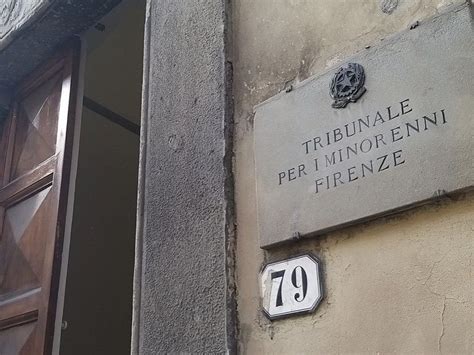 TRIBUNALE
PER I MINORENNI
FIRENZE
79